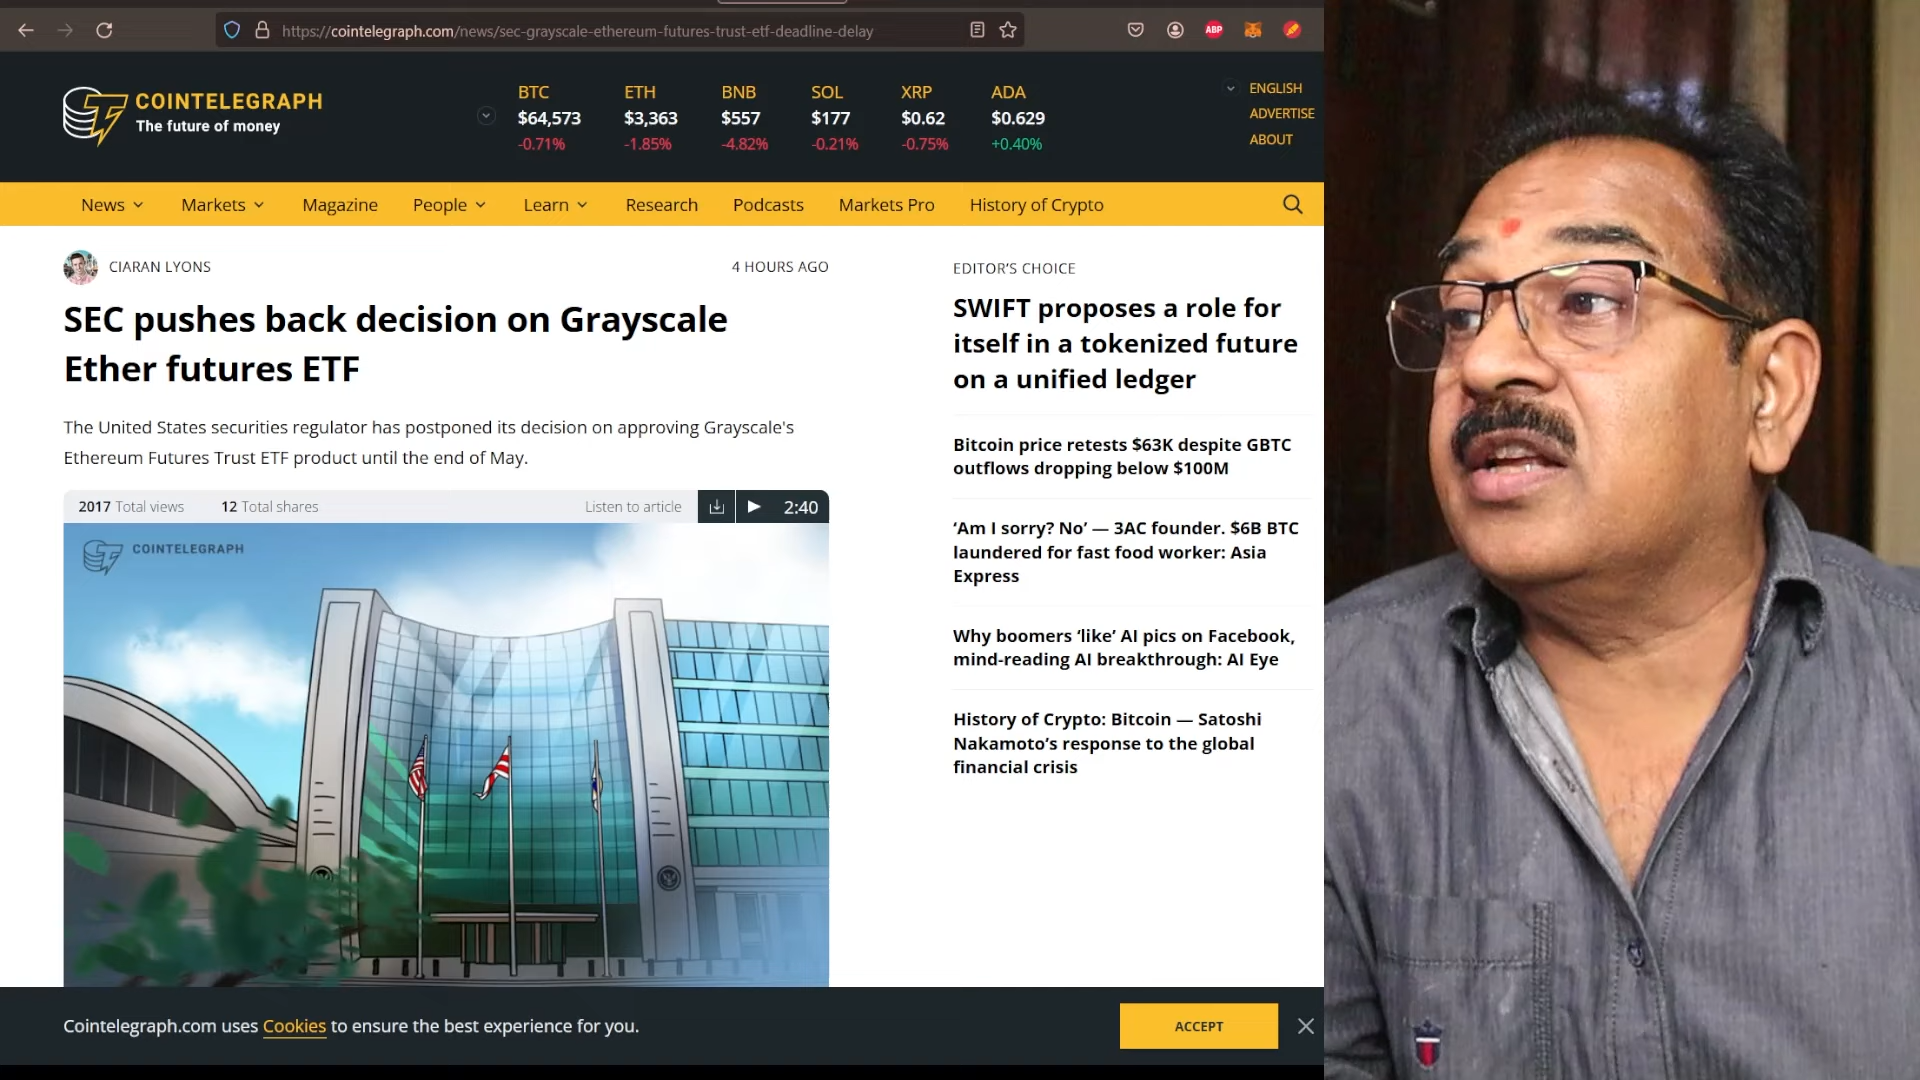 https://cointelegraph.com/news/sec-grayscale-ethereum-futures-trust-etf-deadline-delay
ABP
COINTELEGRAPH
The future of money
BTC ETH BNB SOL XRP ADA
$64,573 $3,363 $557 $177 $0.62 $0.629
-0.71% -1.85% -4.82% -0.21% -0.75% +0.40%
ENGLISH
ADVERTISE
ABOUT
News Markets Magazine People Learn Research Podcasts Markets Pro History of Crypto
CIARAN LYONS 4 HOURS AGO
SEC pushes back decision on Grayscale
Ether futures ETF
The United States securities regulator has postponed its decision on approving Grayscale's
Ethereum Futures Trust ETF product until the end of May.
2017 Total views 12 Total shares Listen to article 2:40
COINTELEGRAPH
EDITOR’S CHOICE
SWIFT proposes a role for
itself in a tokenized future
on a unified ledger
Bitcoin price retests $63K despite GBTC
outflows dropping below $100M
‘Am I sorry? No’ — 3AC founder. $6B BTC
laundered for fast food worker: Asia
Express
Why boomers ‘like’ AI pics on Facebook,
mind-reading AI breakthrough: AI Eye
History of Crypto: Bitcoin — Satoshi
Nakamoto’s response to the global
financial crisis
Cointelegraph.com uses Cookies to ensure the best experience for you.
ACCEPT